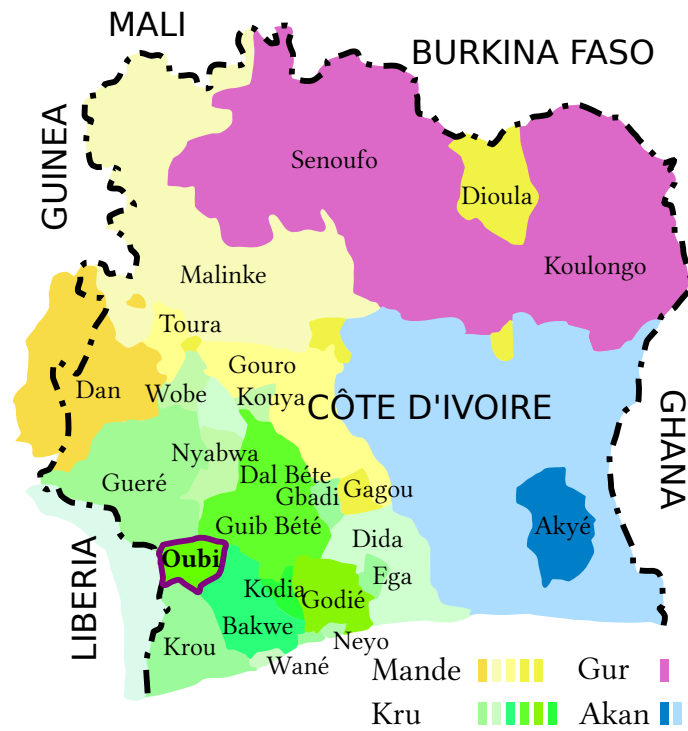 MALI
BURKINA FASO
GUINEA
Senoufo
Dioula
Koulongo
Malinke
Toura
Gouro
Dan
Wobe
Kouya
CÔTE D'IVOIRE
GHANA
Nyabwa
Dal Béte
Gueré
Gbadi
Gagou
Guib Bété
Akyé
Dida
LIBERIA
Oubi
Ega
Kodia
Godié
Bakwe
Krou
Neyo
Wané
Mande
Gur
Kru
Akan